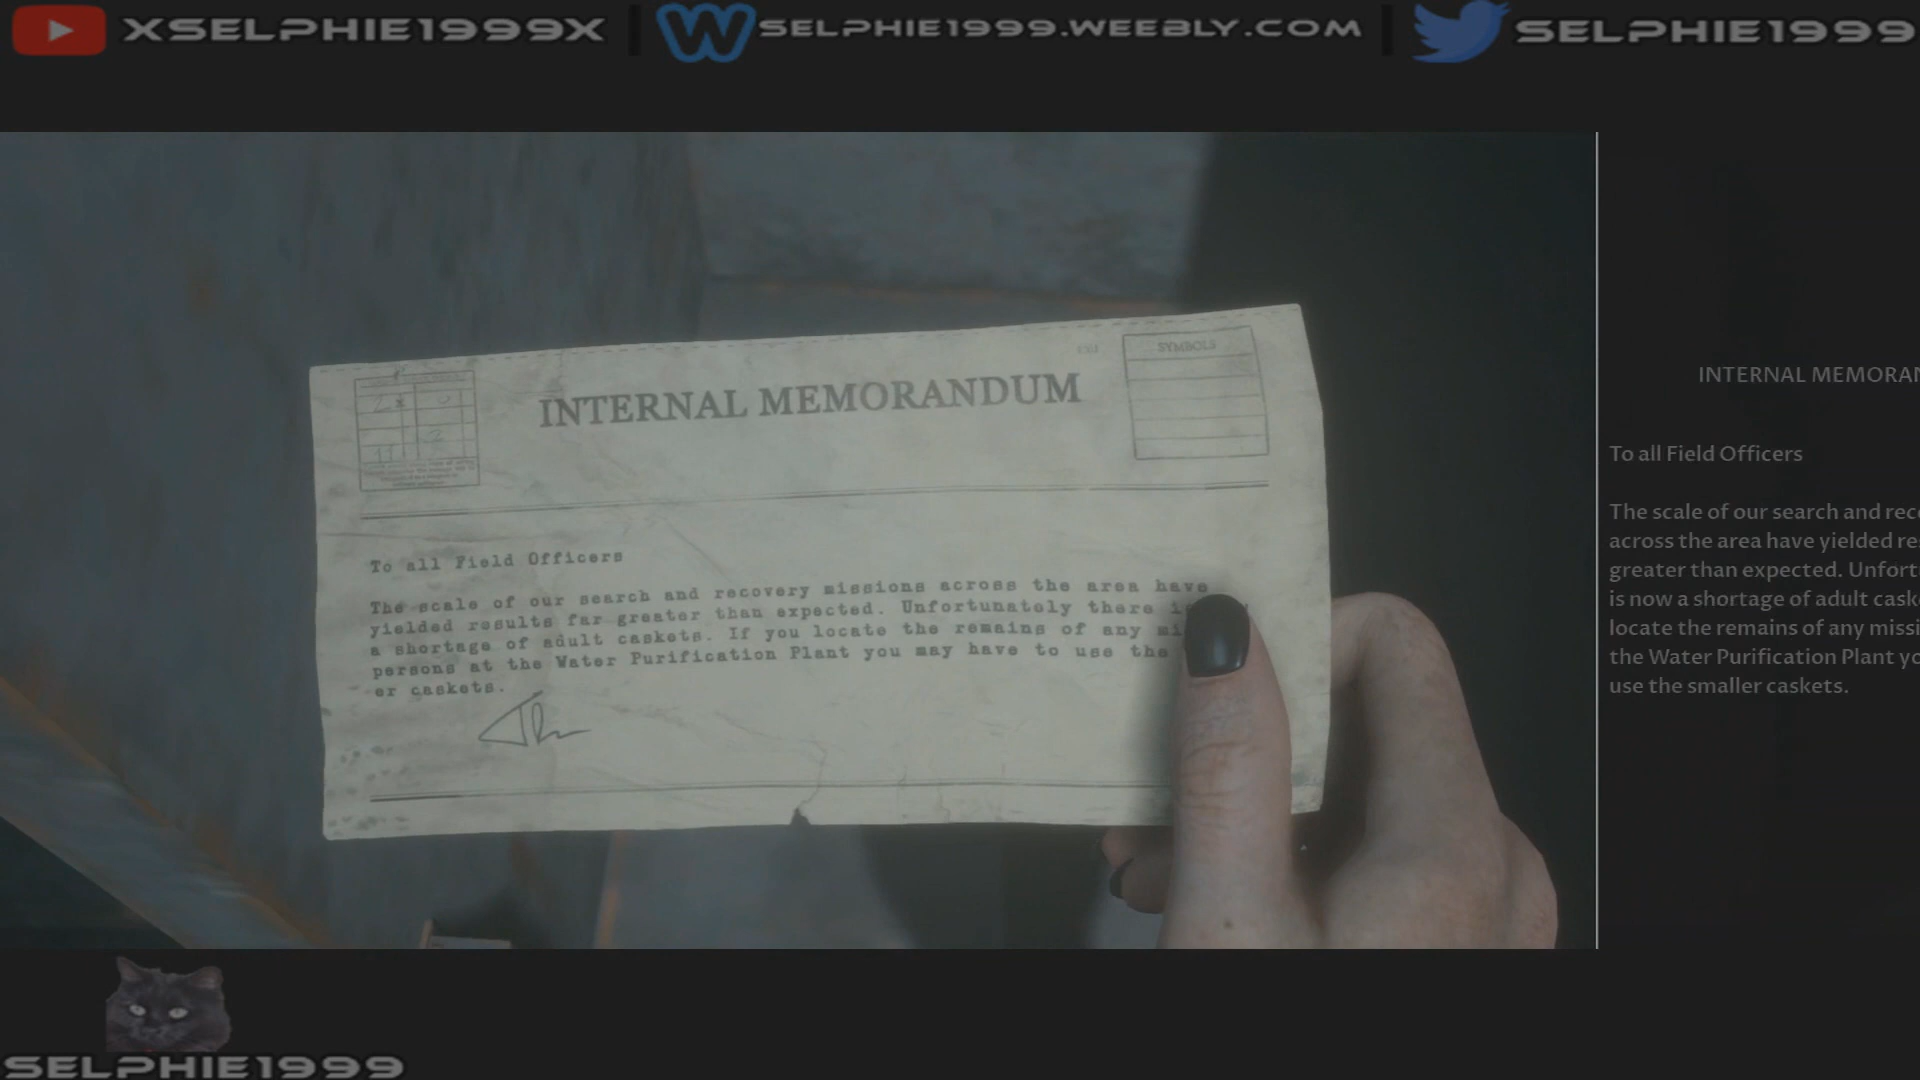 XSELPHIE1999X
SELPHIE1999.WEEBLY.COM
SELPHIE1999
SYMBOLS
INTERNAL MEMORANDUM
To all Field Officers
The scale of our search and recovery missions across the area have
yielded results far greater than expected. Unfortunately there
a shortage of adult caskets. If you locate the remains of any
persons at the Water Purification Plant you may have to use the
er caskets.
INTERNAL MEMORAN
To all Field Officers
The scale of our search and reco
across the area have yielded res
greater than expected. Unfort
is now a shortage of adult cask
locate the remains of any missi
the Water Purification Plant yo
use the smaller caskets.
SELPHIE1999